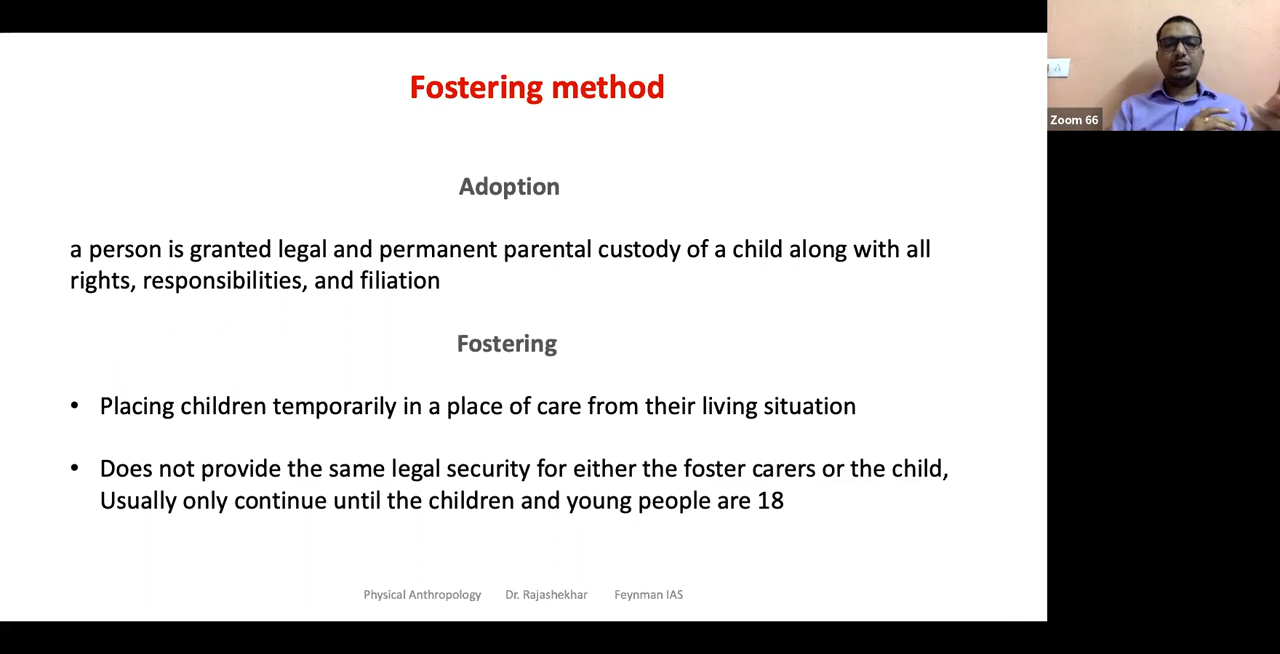 Fostering method
Adoption
a person is granted legal and permanent parental custody of a child along with all
rights, responsibilities, and filiation
Fostering
• Placing children temporarily in a place of care from their living situation
• Does not provide the same legal security for either the foster carers or the child,
Usually only continue until the children and young people are 18
Physical Anthropology Dr. Rajashekhar Feynman IAS
Zoom 66